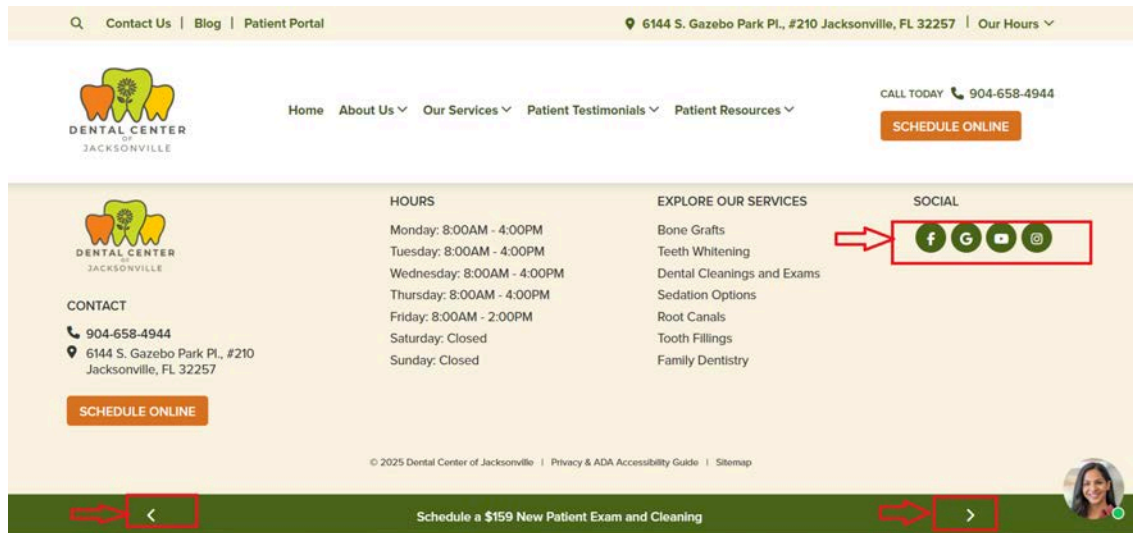 Contact Us | Blog | Patient Portal
6144 S. Gazebo Park Pl., #210 Jacksonville, FL 32257 | Our Hours
DENTAL CENTER
OF
JACKSONVILLE
Home About Us Our Services Patient Testimonials Patient Resources
CALL TODAY 904-658-4944
SCHEDULE ONLINE
DENTAL CENTER
OF
JACKSONVILLE
CONTACT
904-658-4944
6144 S. Gazebo Park Pl., #210
Jacksonville, FL 32257
SCHEDULE ONLINE
HOURS
Monday: 8:00AM - 4:00PM
Tuesday: 8:00AM - 4:00PM
Wednesday: 8:00AM - 4:00PM
Thursday: 8:00AM - 4:00PM
Friday: 8:00AM - 2:00PM
Saturday: Closed
Sunday: Closed
EXPLORE OUR SERVICES
Bone Grafts
Teeth Whitening
Dental Cleanings and Exams
Sedation Options
Root Canals
Tooth Fillings
Family Dentistry
SOCIAL
© 2025 Dental Center of Jacksonville | Privacy & ADA Accessibility Guide | Sitemap
Schedule a $159 New Patient Exam and Cleaning